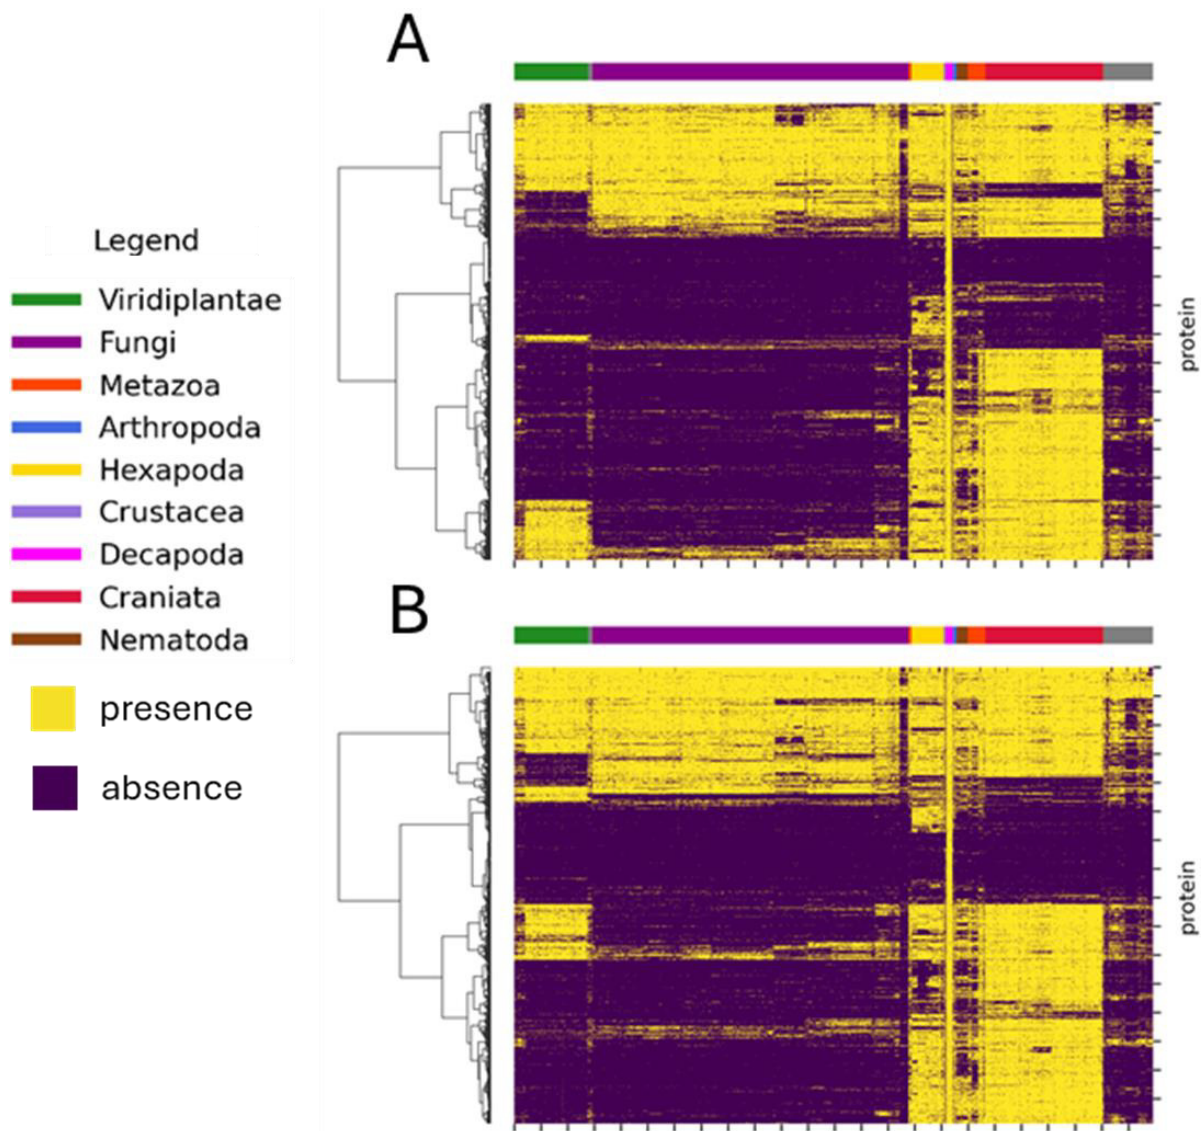 A
Legend
Viridiplantae
Fungi
Metazoa
Arthropoda
Hexapoda
Crustacea
Decapoda
Craniata
Nematoda
presence
absence
protein
B
protein